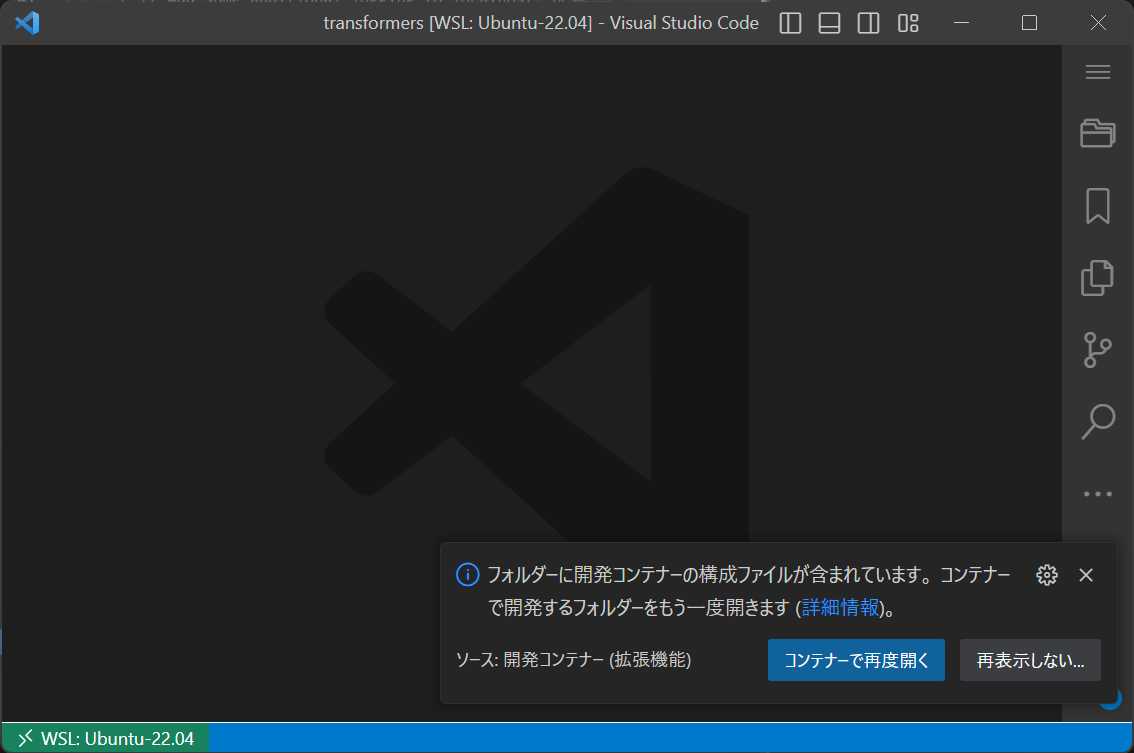 transformers [WSL: Ubuntu-22.04] - Visual Studio Code
フォルダーに開発コンテナーの構成ファイルが含まれています。コンテナー
で開発するフォルダーをもう一度開きます (詳細情報)。
ソース: 開発コンテナー (拡張機能)
コンテナーで再度開く
再表示しない...
WSL: Ubuntu-22.04